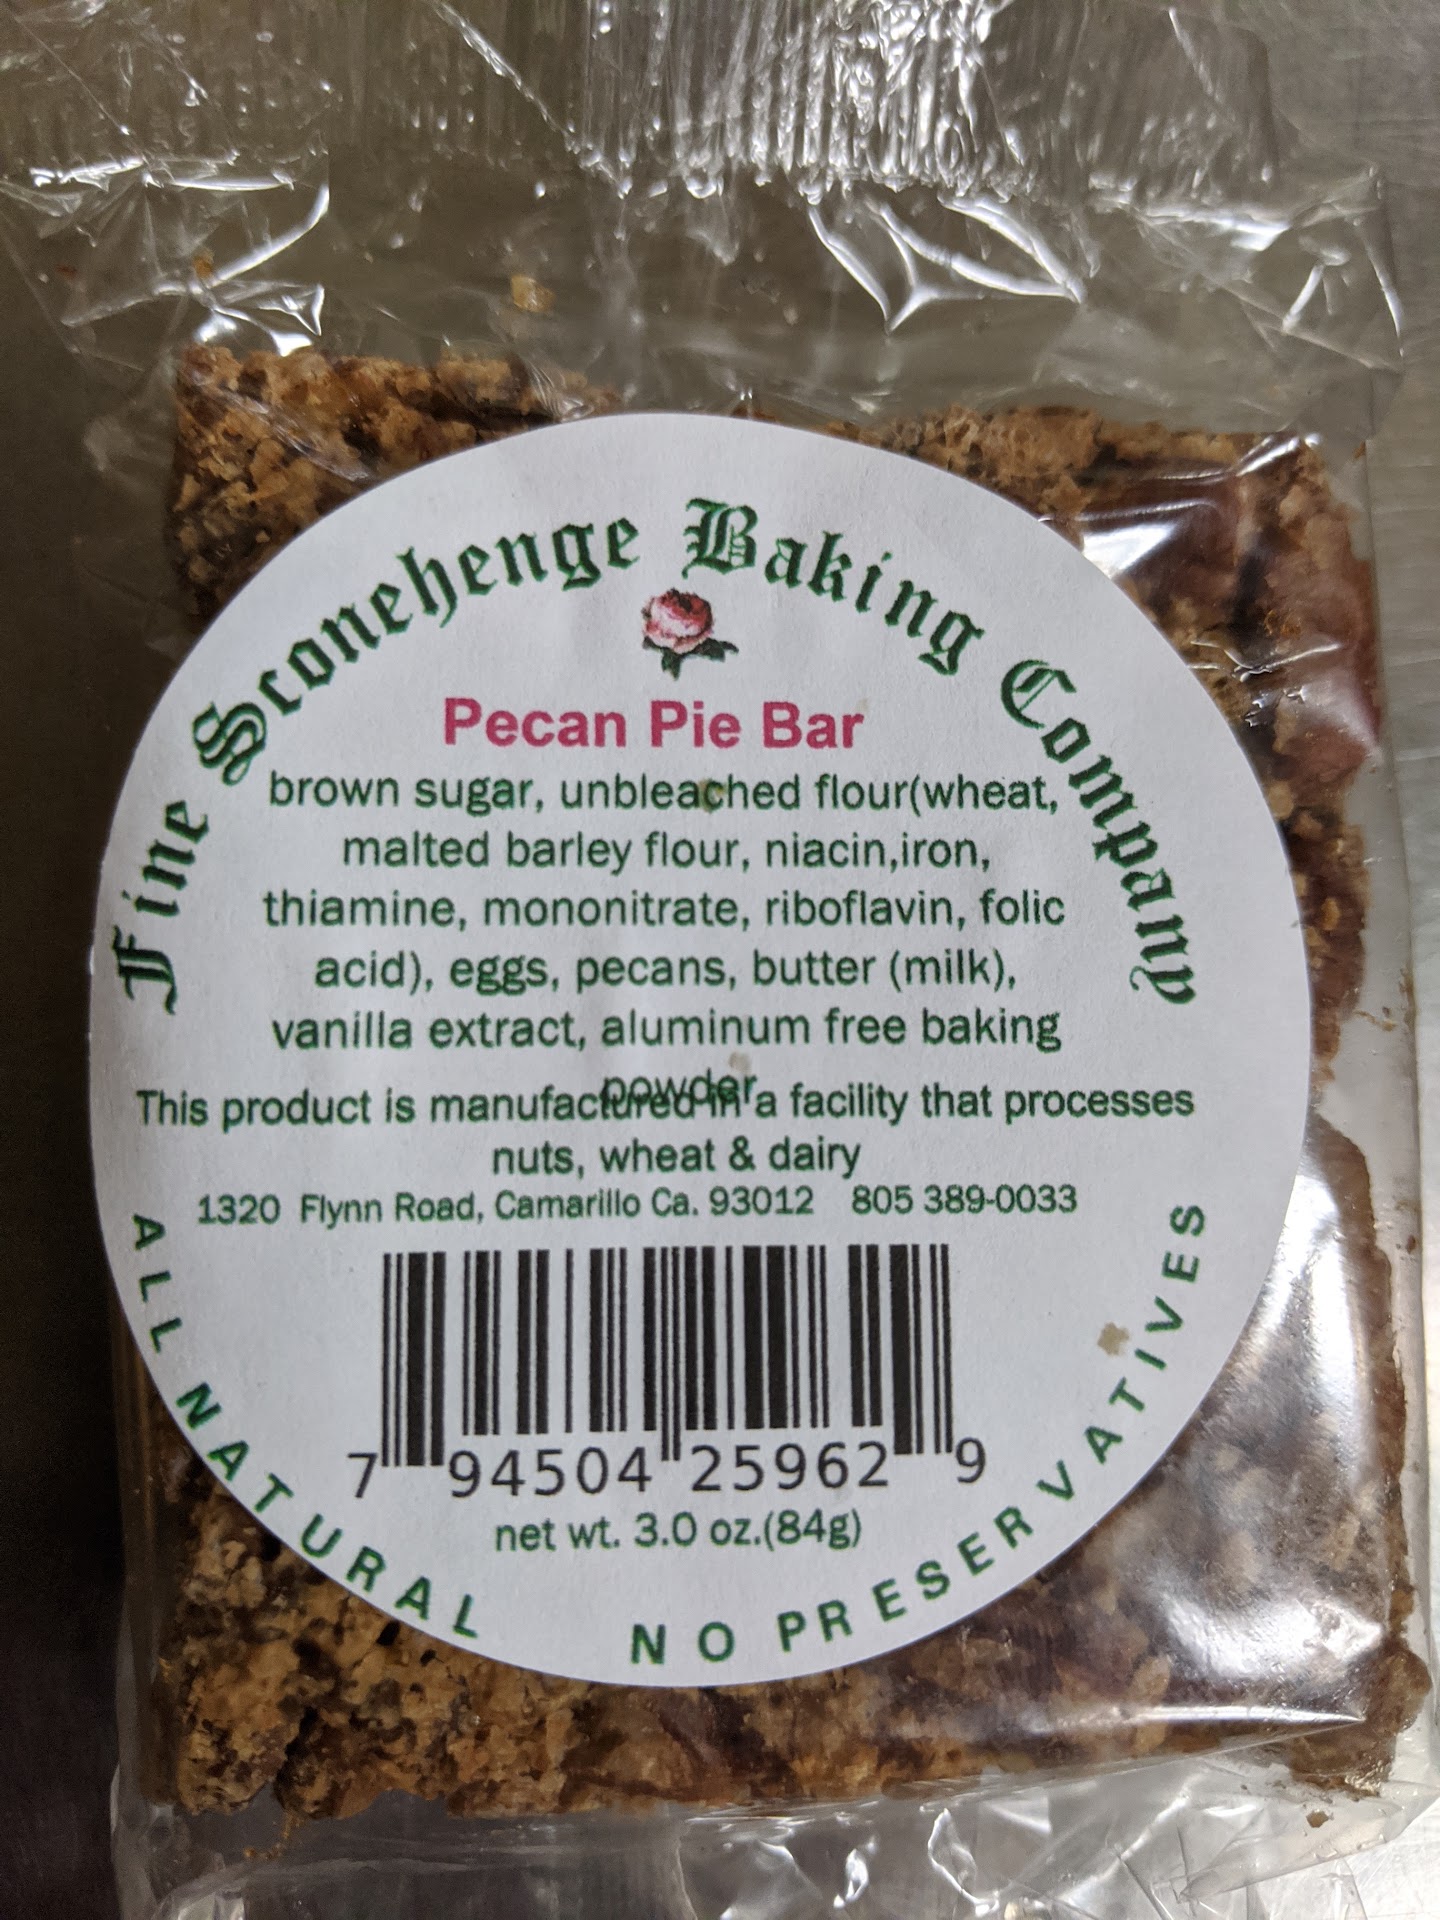 Fine Sconehenge Baking Company
Pecan Pie Bar
brown sugar, unbleached flour(wheat,
malted barley flour, niacin,iron,
thiamine, mononitrate, riboflavin, folic
acid), eggs, pecans, butter (milk),
vanilla extract, aluminum free baking
powder
This product is manufactured in a facility that processes
nuts, wheat & dairy
1320 Flynn Road, Camarillo Ca. 93012 805 389-0033
7 94504 25962 9
net wt. 3.0 oz.(84g)
ALL NATURAL NO PRESERVATIVES